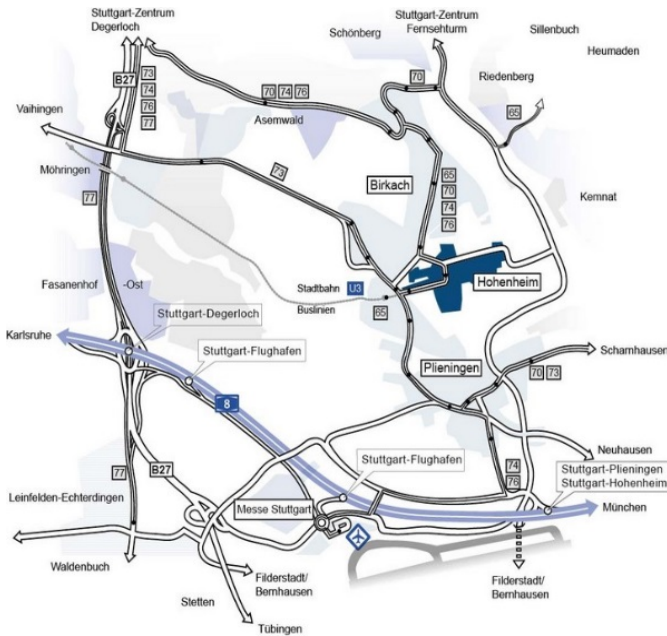 Stuttgart-Zentrum
Degerloch
Schönberg
Stuttgart-Zentrum
Fernsehturm
Sillenbuch
Heumaden
B27
73
74
76
77
70 74 76
70
Riedenberg
65
Vaihingen
Asemwald
Möhringen
77
73
Birkach
65
70
74
76
Kemnat
Fasanenhof
-Ost
Stadtbahn
U3
Buslinien
65
Hohenheim
Stuttgart-Degerloch
Karlsruhe
Stuttgart-Flughafen
Plieningen
Scharnhausen
70 73
8
Neuhausen
77
B27
Stuttgart-Flughafen
74
76
Stuttgart-Plieningen
Stuttgart-Hohenheim
Leinfelden-Echterdingen
Messe Stuttgart
München
Waldenbuch
Filderstadt/
Bernhausen
Stetten
Tübingen
Filderstadt/
Bernhausen